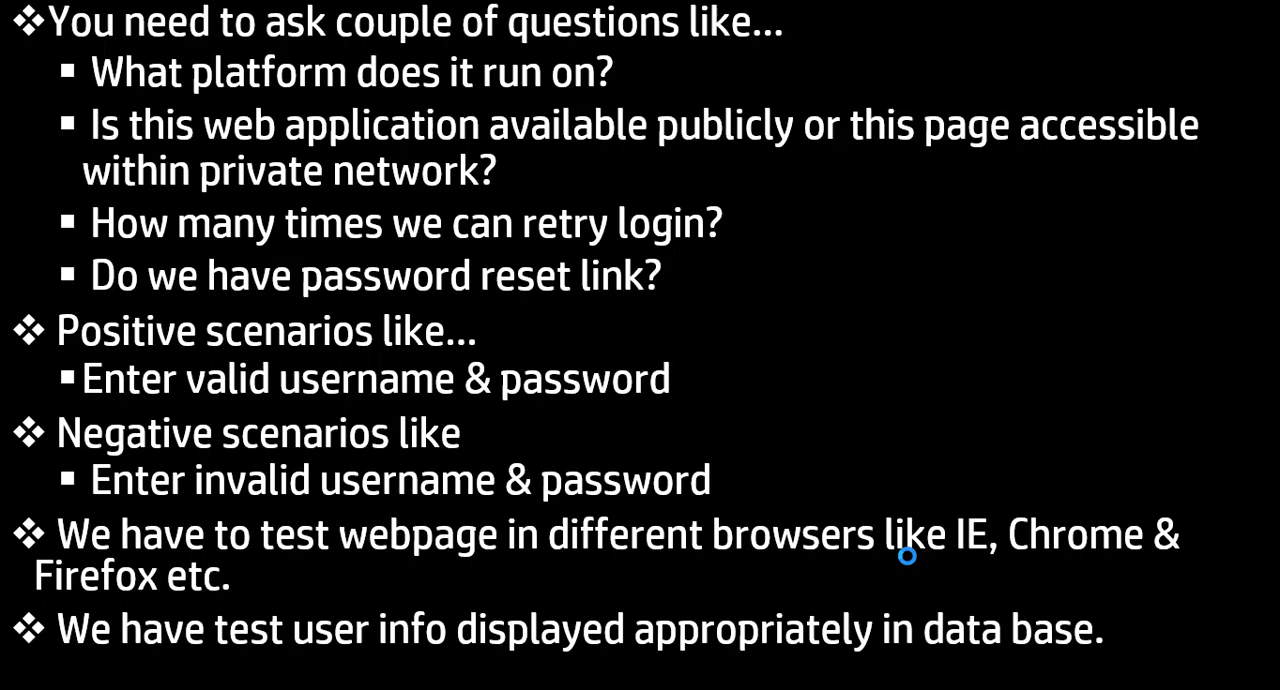 ❖You need to ask couple of questions like...
▪ What platform does it run on?
▪ Is this web application available publicly or this page accessible
within private network?
▪ How many times we can retry login?
▪ Do we have password reset link?
❖ Positive scenarios like...
▪Enter valid username & password
❖ Negative scenarios like
▪ Enter invalid username & password
❖ We have to test webpage in different browsers like IE, Chrome &
Firefox etc.
❖ We have test user info displayed appropriately in data base.